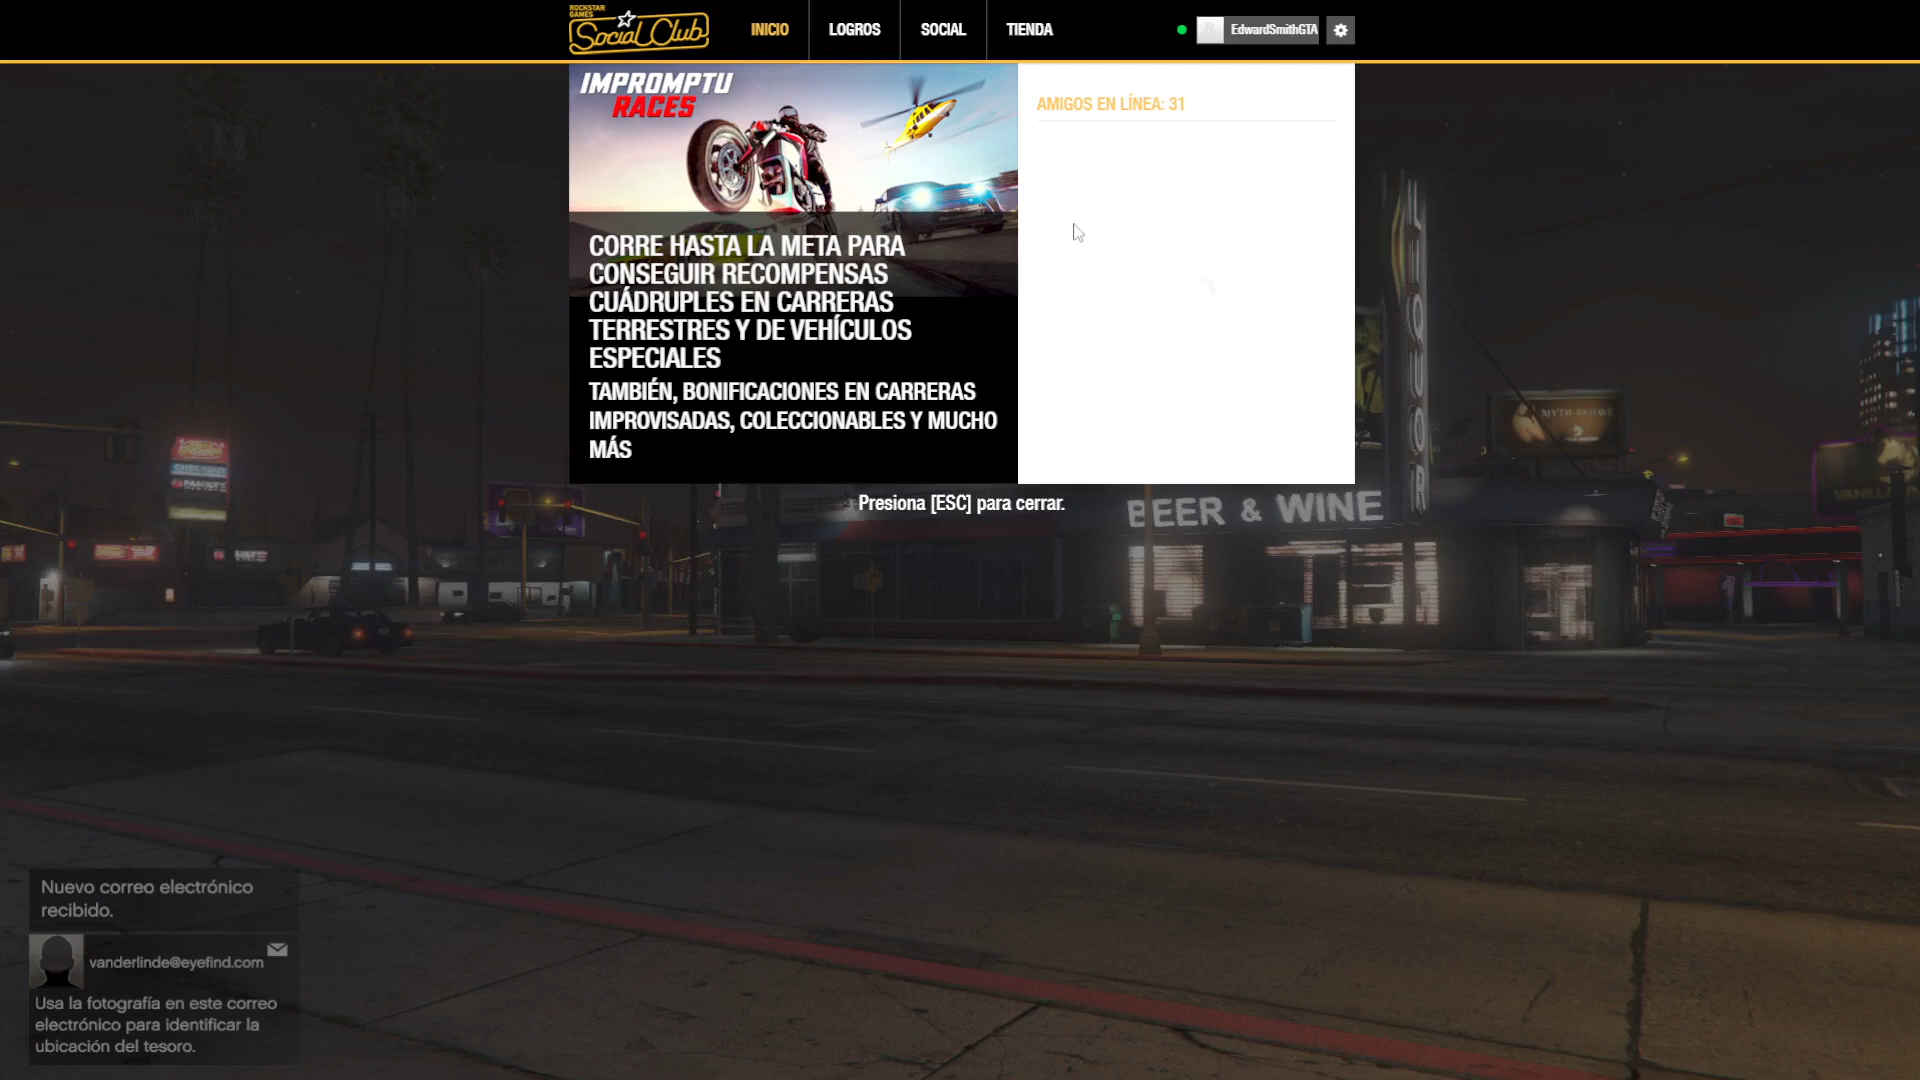 ROCKSTAR
GAMES
Social Club
INICIO
LOGROS
SOCIAL
TIENDA
EdwardSmithGTA
IMPROMPTU
RACES
AMIGOS EN LÍNEA: 31
CORRE HASTA LA META PARA
CONSEGUIR RECOMPENSAS
CUÁDRUPLES EN CARRERAS
TERRESTRES Y DE VEHÍCULOS
ESPECIALES
TAMBIÉN, BONIFICACIONES EN CARRERAS
IMPROVISADAS, COLECCIONABLES Y MUCHO
MÁS
Presiona [ESC] para cerrar.
LIQUOR
MYTH-BEHAVE
BEER & WINE
Nuevo correo electrónico
recibido.
vanderlinde@eyefind.com
Usa la fotografía en este correo
electrónico para identificar la
ubicación del tesoro.